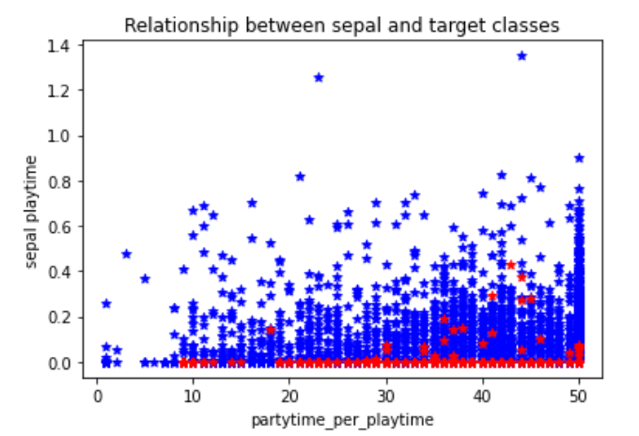 Relationship between sepal and target classes
1.4
1.2
1.0
0.8
0.6
0.4
0.2
0.0
sepal playtime
0 10 20 30 40 50
partytime_per_playtime